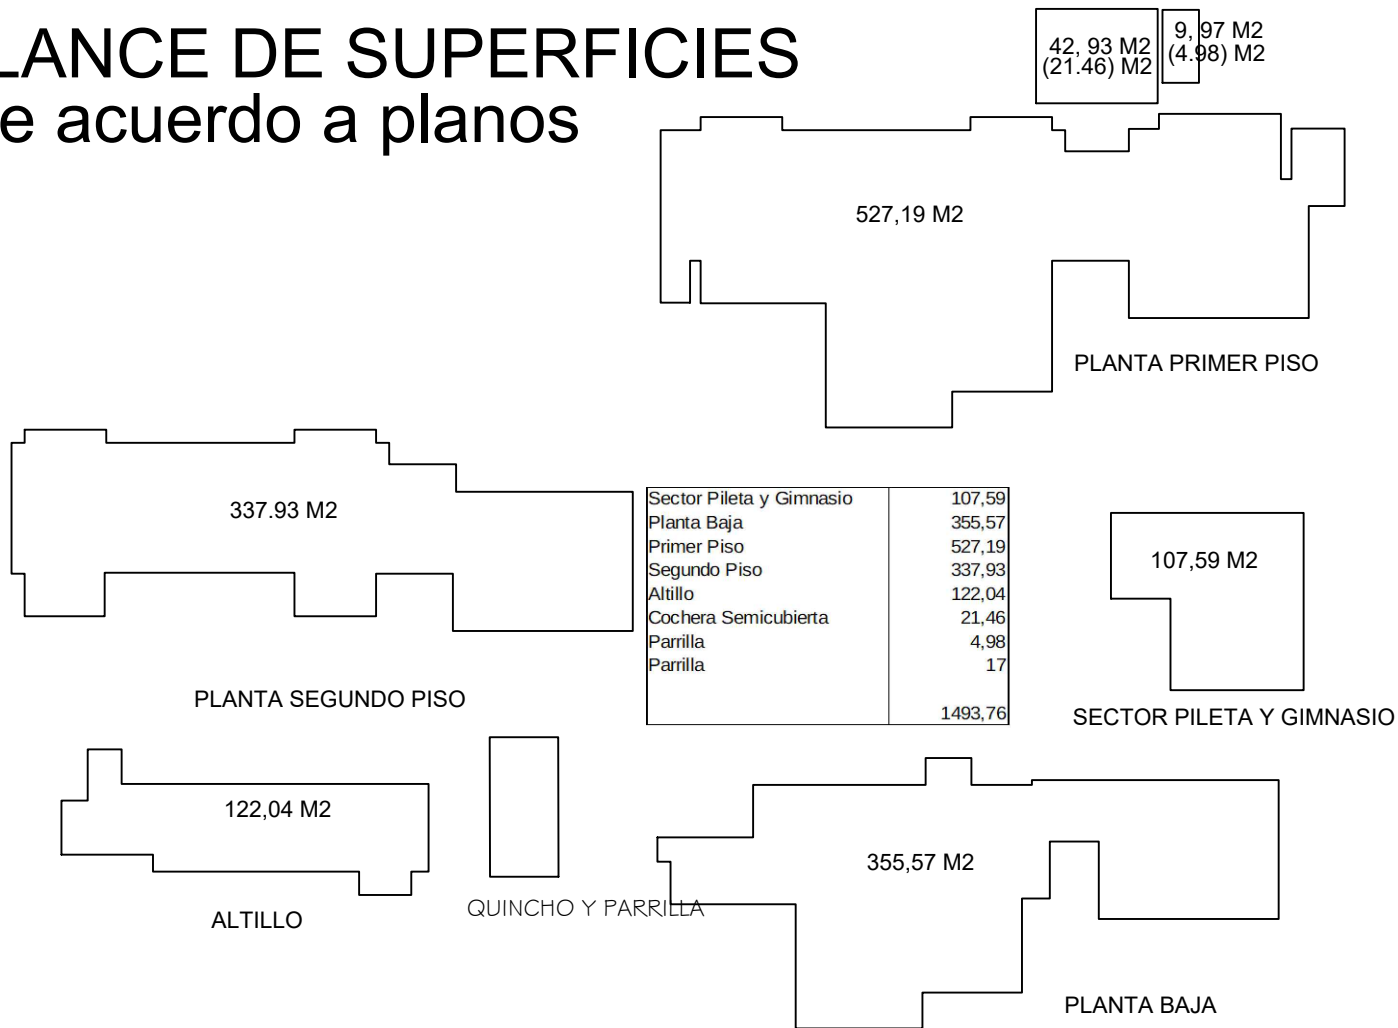 LANCE DE SUPERFICIES
e acuerdo a planos
42, 93 M2
(21.46) M2
9, 97 M2
(4.98) M2
527,19 M2
PLANTA PRIMER PISO
337.93 M2
PLANTA SEGUNDO PISO
Sector Pileta y Gimnasio 107,59
Planta Baja 355,57
Primer Piso 527,19
Segundo Piso 337,93
Altillo 122,04
Cochera Semicubierta 21,46
Parrilla 4,98
Parrilla 17
1493,76
107,59 M2
SECTOR PILETA Y GIMNASIO
122,04 M2
ALTILLO
QUINCHO Y PARRILLA
355,57 M2
PLANTA BAJA